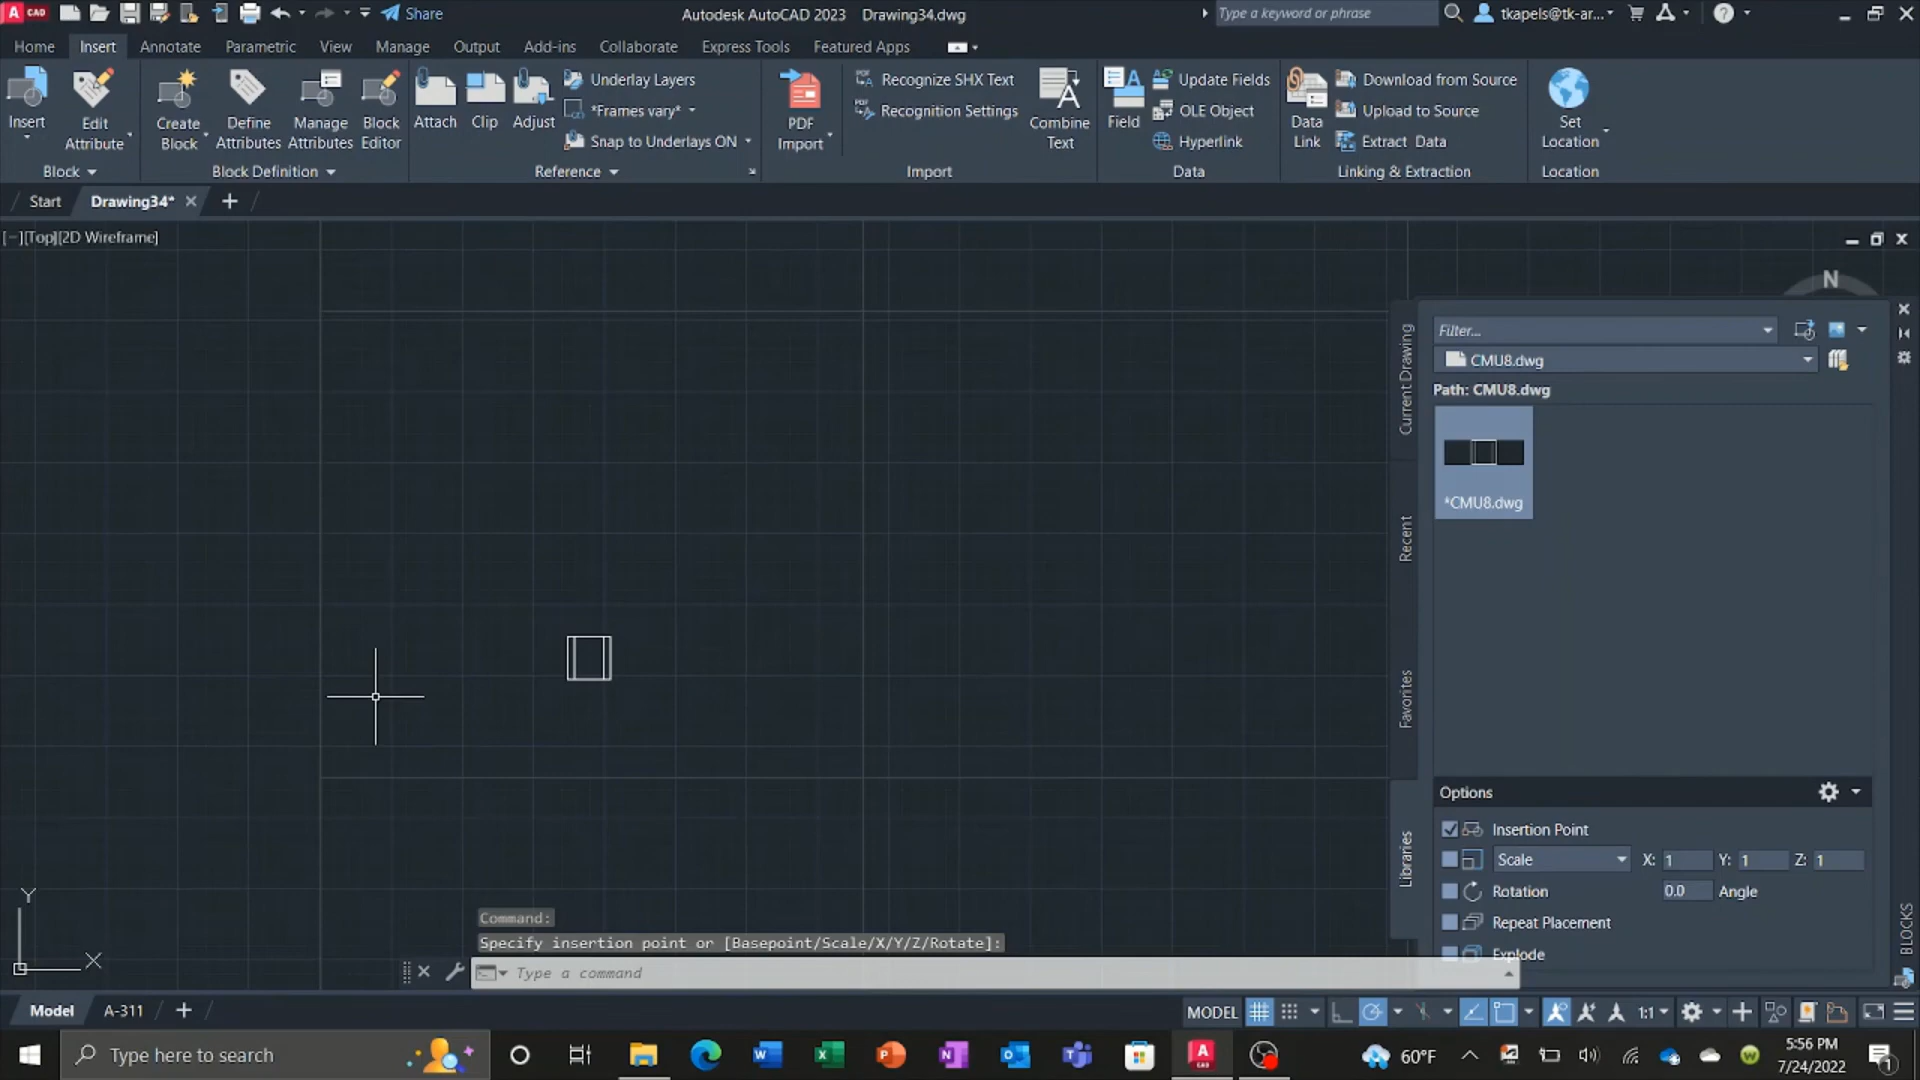 CAD
Share
Autodesk AutoCAD 2023 Drawing34.dwg
Type a keyword or phrase
tkapels@tk-ar...
Home Insert Annotate Parametric View Manage Output Add-ins Collaborate Express Tools Featured Apps
Insert
Edit Attribute
Block
Create Block
Define Attributes
Manage Attributes
Block Editor
Block Definition
Attach
Clip
Adjust
Underlay Layers
*Frames vary*
Snap to Underlays ON
Reference
PDF Import
Recognize SHX Text
Recognition Settings
Combine Text
Import
Field
Update Fields
OLE Object
Hyperlink
Data
Data Link
Download from Source
Upload to Source
Extract Data
Linking & Extraction
Set Location
Location
Start Drawing34*
[−][Top][2D Wireframe]
N
Current Drawing
Recent
Favorites
Libraries
Filter...
CMU8.dwg
Path: CMU8.dwg
*CMU8.dwg
Options
Insertion Point
Scale X: 1 Y: 1 Z: 1
Rotation 0.0 Angle
Repeat Placement
Explode
BLOCKS
Y
X
Command:
Specify insertion point or [Basepoint/Scale/X/Y/Z/Rotate]:
Type a command
Model A-311
MODEL 1:1
Type here to search
60°F
5:56 PM
7/24/2022
1